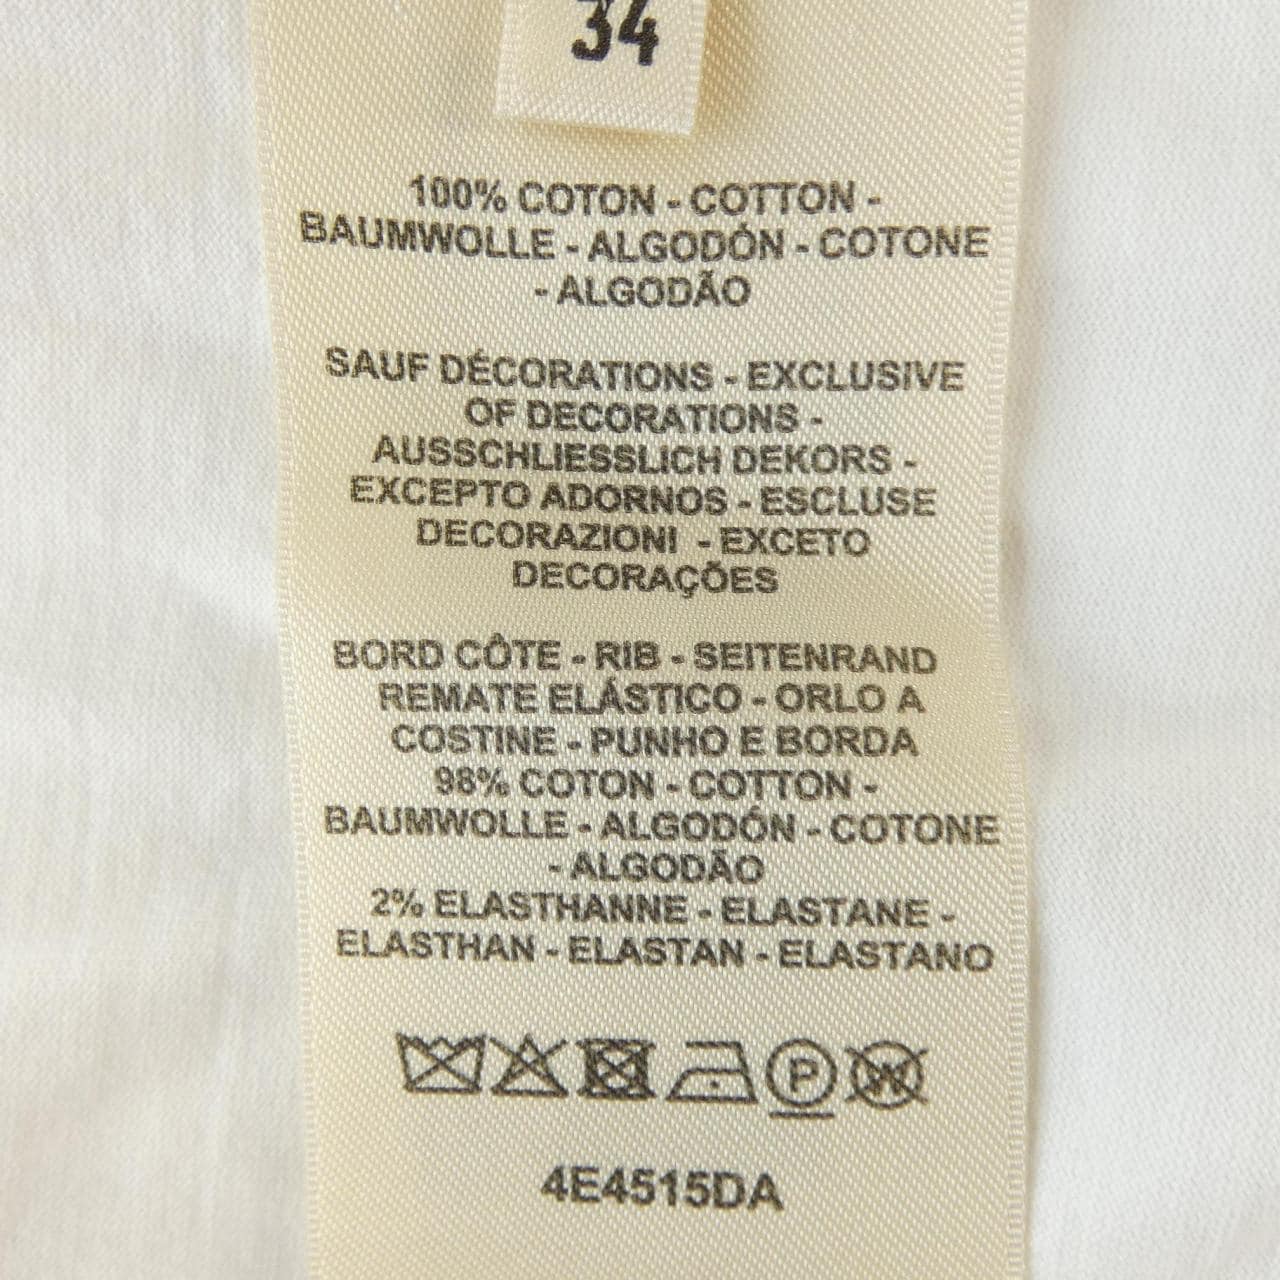 34
100% COTON - COTTON -
BAUMWOLLE - ALGODÓN - COTONE
- ALGODÃO
SAUF DÉCORATIONS - EXCLUSIVE
OF DECORATIONS -
AUSSCHLIESSLICH DEKORS -
EXCEPTO ADORNOS - ESCLUSE
DECORAZIONI - EXCETO
DECORAÇÕES
BORD CÔTE - RIB - SEITENRAND
REMATE ELÁSTICO - ORLO A
COSTINE - PUNHO E BORDA
98% COTON - COTTON -
BAUMWOLLE - ALGODÓN - COTONE
- ALGODÃO
2% ELASTHANNE - ELASTANE -
ELASTHAN - ELASTAN - ELASTANO
P W
4E4515DA